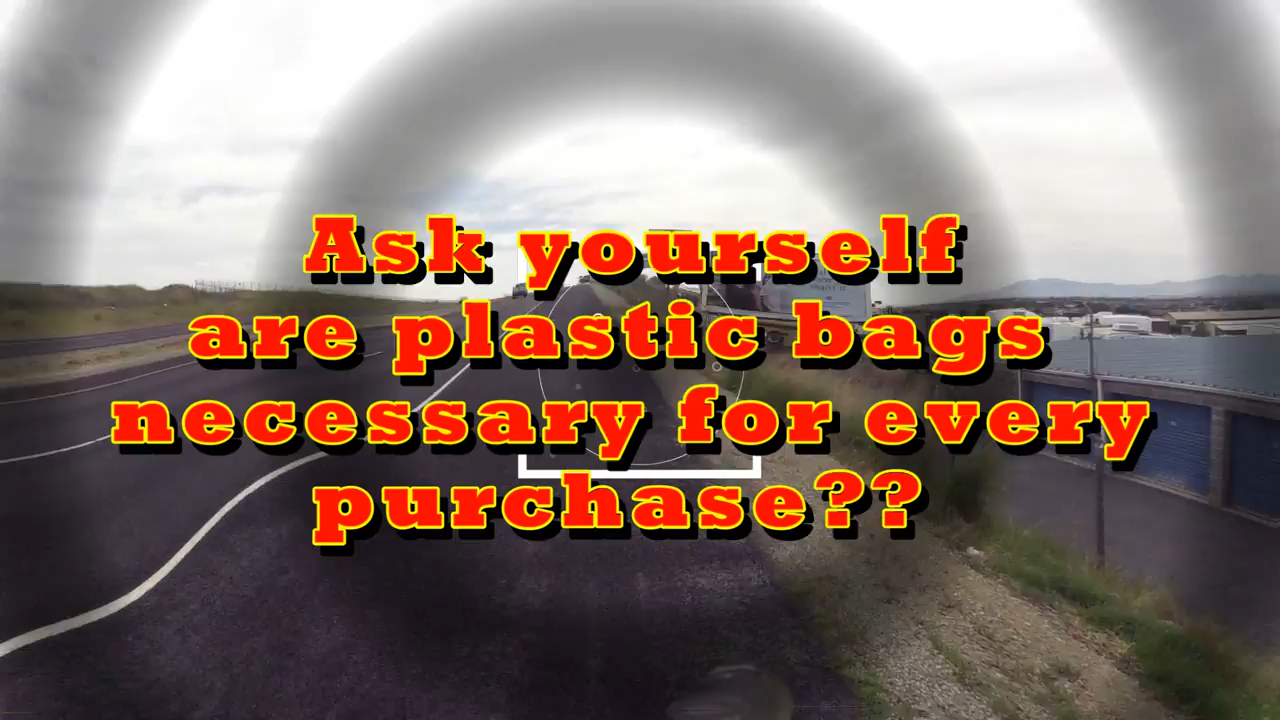 Ask yourself
are plastic bags
necessary for every
purchase??